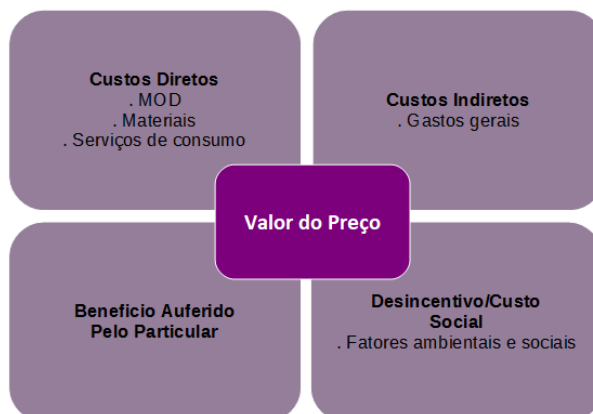 Custos Diretos
. MOD
. Materiais
. Serviços de consumo
Custos Indiretos
. Gastos gerais
Valor do Preço
Beneficio Auferido
Pelo Particular
Desincentivo/Custo
Social
. Fatores ambientais e sociais